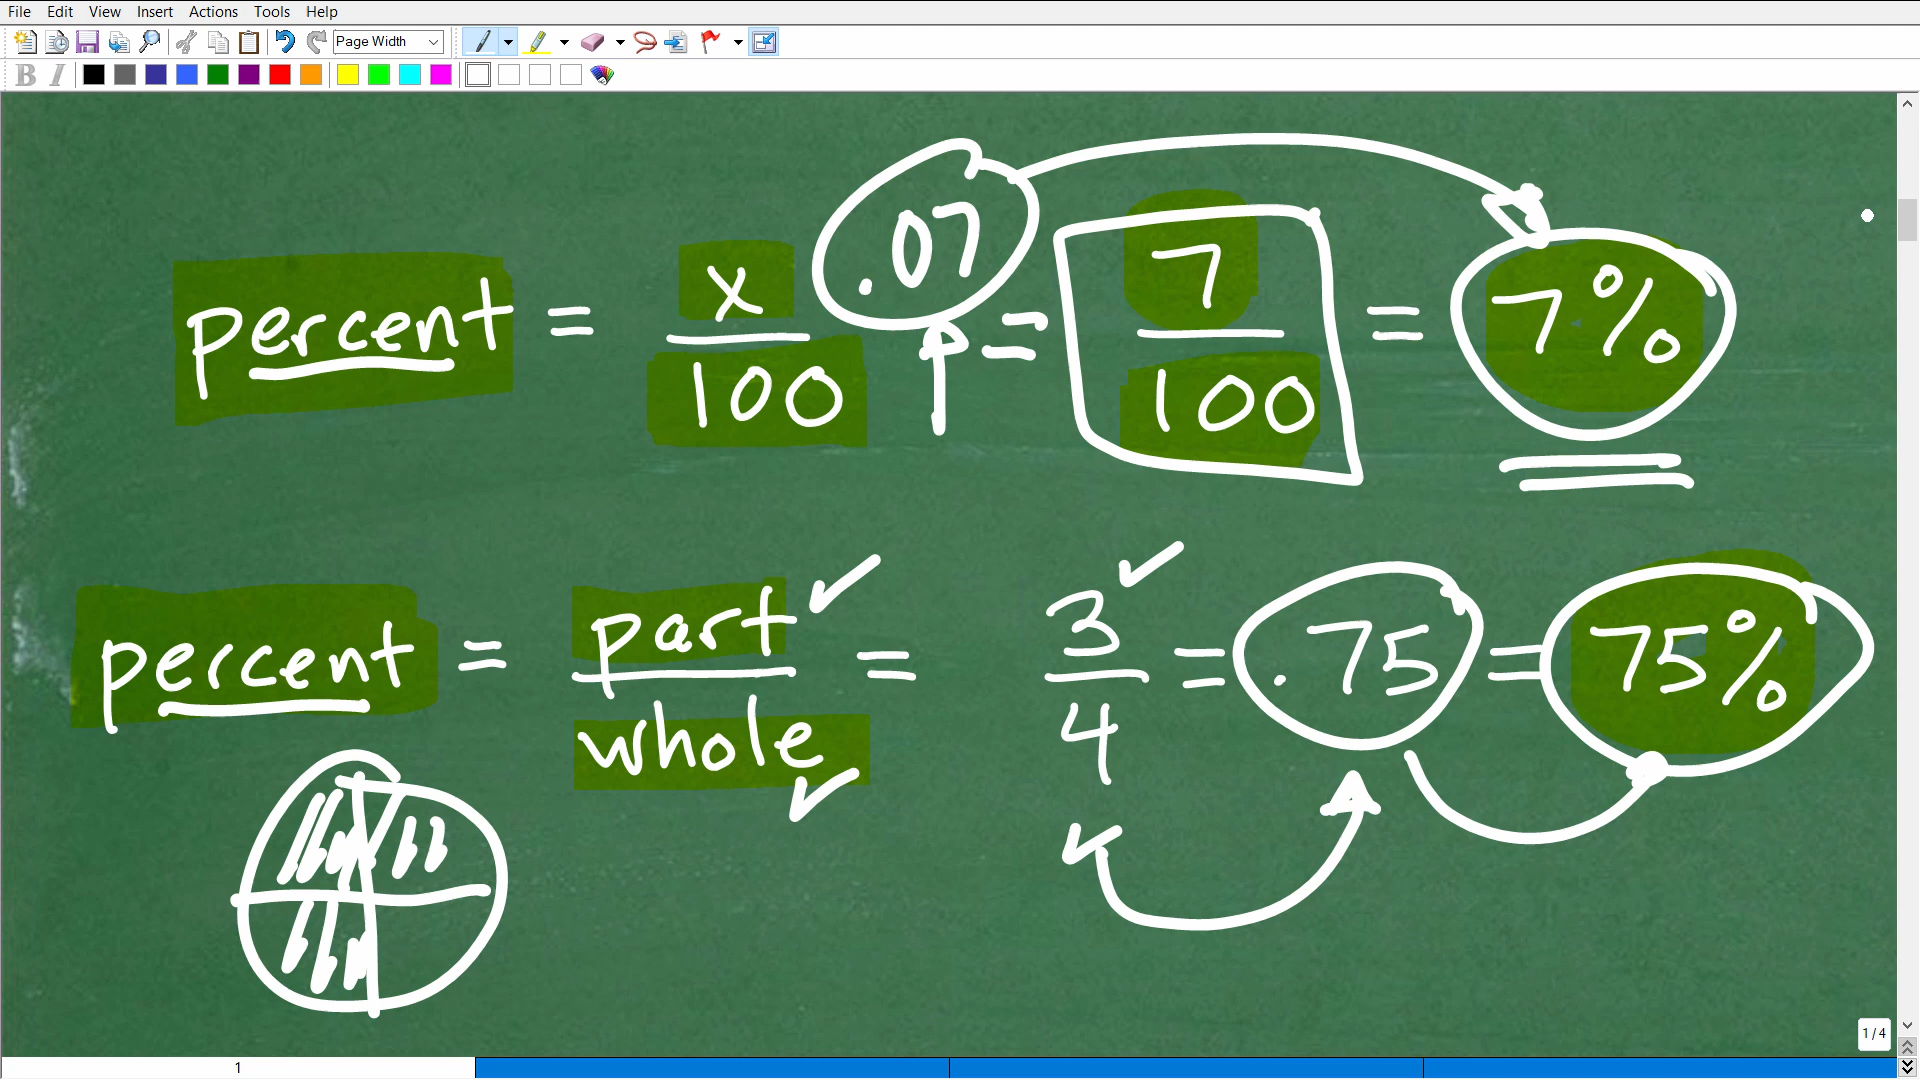 File Edit View Insert Actions Tools Help
Page Width
B I
percent = x/100 .07 = 7/100 = 7%
percent = part/whole = 3/4 = .75 = 75%
1 / 4
1